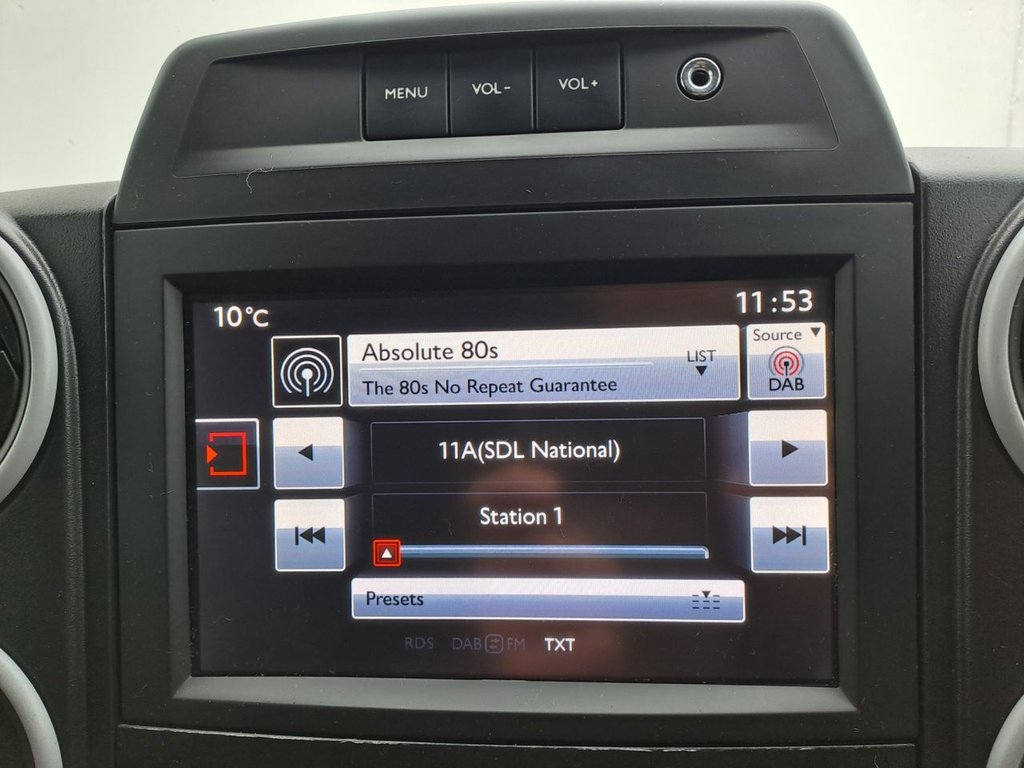 MENU VOL- VOL+
10°C 11:53
Absolute 80s LIST Source
The 80s No Repeat Guarantee DAB
11A(SDL National)
Station 1
Presets
RDS DAB FM TXT